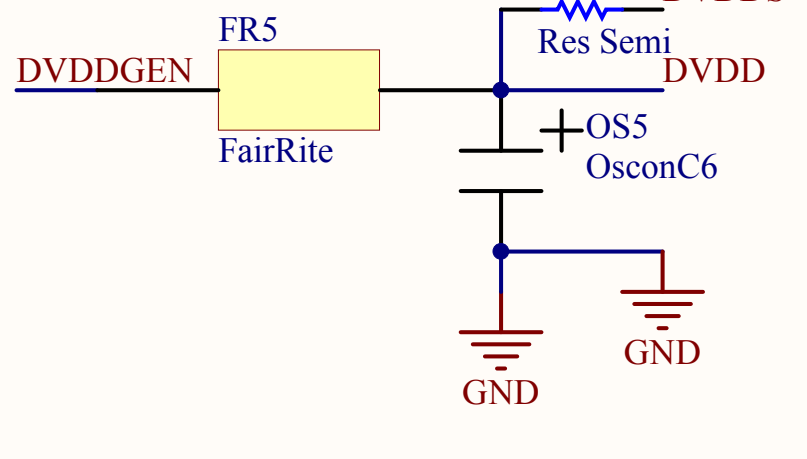 FR5
Res Semi
DVDDGEN
DVDD
OS5
FairRite
OsconC6
GND
GND